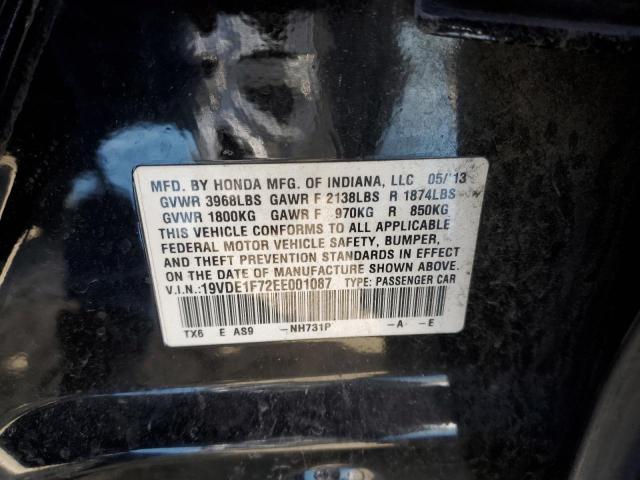 MFD. BY HONDA MFG. OF INDIANA, LLC 05/13
GVWR 3968LBS GAWR F 2138LBS R 1874LBS
GVWR 1800KG GAWR F 970KG R 850KG
THIS VEHICLE CONFORMS TO ALL APPLICABLE
FEDERAL MOTOR VEHICLE SAFETY, BUMPER,
AND THEFT PREVENTION STANDARDS IN EFFECT
ON THE DATE OF MANUFACTURE SHOWN ABOVE.
V.I.N.:19VDE1F72EE001087 TYPE: PASSENGER CAR
TX6 E AS9 -NH731P -A -E